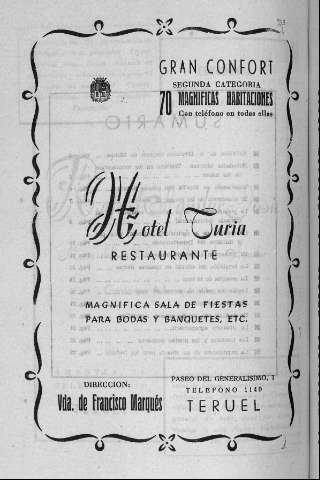 GRAN CONFORT
SEGUNDA CATEGORIA
70 MAGNIFICAS HABITACIONES
Con teléfono en todas ellas
Hotel Turia
RESTAURANTE
MAGNIFICA SALA DE FIESTAS
PARA BODAS Y BANQUETES, ETC.
DIRECCION:
Vda. de Francisco Marqués
PASEO DEL GENERALISIMO, 1
TELEFONO 1140
TERUEL